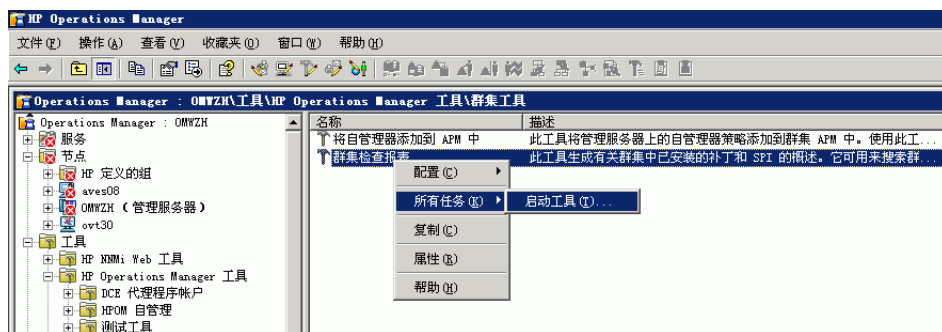 HP Operations Manager
文件(F) 操作(A) 查看(V) 收藏夹(O) 窗口(W) 帮助(H)
Operations Manager : OMWZH\工具\HP Operations Manager 工具\群集工具
Operations Manager : OMWZH
服务
节点
HP 定义的组
aves08
OMWZH (管理服务器)
ovt30
工具
HP NNMi Web 工具
HP Operations Manager 工具
DCE 代理程序帐户
HPOM 自管理
测试工具
名称 描述
将自管理器添加到 APM 中 此工具将管理服务器上的自管理器策略添加到群集 APM 中。使用此工...
群集检查报表 此工具生成有关群集中已安装的补丁和 SPI 的概述。它可用来搜索群...
配置(C)
所有任务(K) 启动工具(T)...
复制(C)
属性(R)
帮助(H)